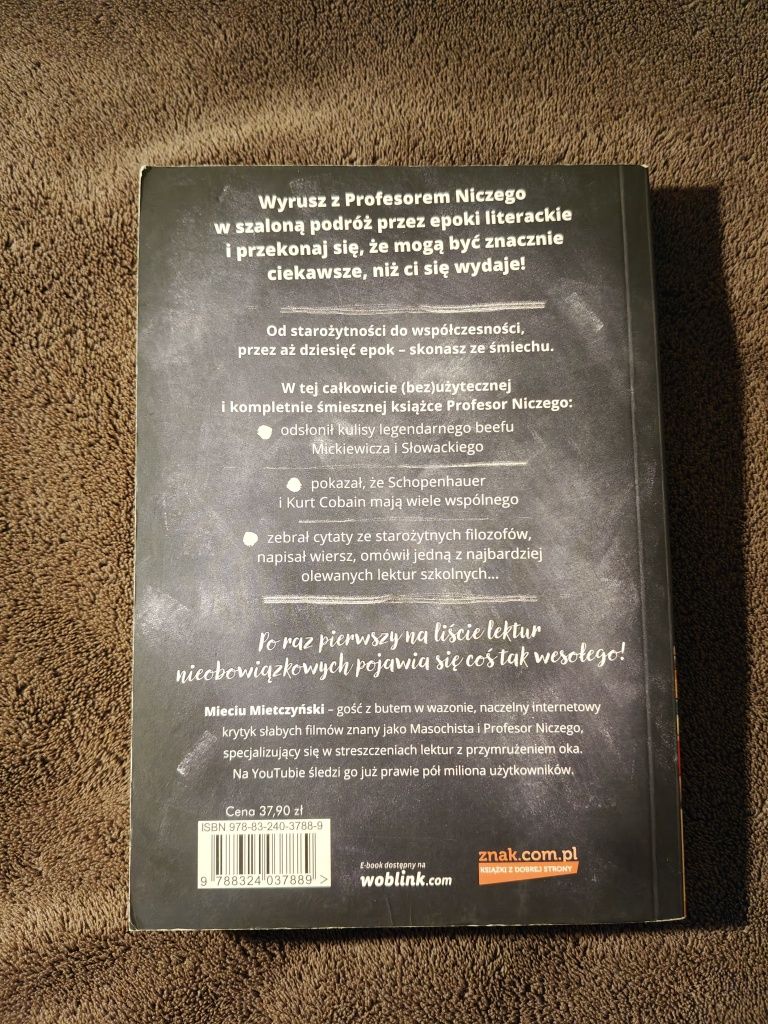 Wyrusz z Profesorem Niczego
w szaloną podróż przez epoki literackie
i przekonaj się, że mogą być znacznie
ciekawsze, niż ci się wydaje!
Od starożytności do współczesności,
przez aż dziesięć epok – skonasz ze śmiechu.
W tej całkowicie (bez)użytecznej
i kompletnie śmiesznej książce Profesor Niczego:
odsłonił kulisy legendarnego beefu
Mickiewicza i Słowackiego
pokazał, że Schopenhauer
i Kurt Cobain mają wiele wspólnego
zebrał cytaty ze starożytnych filozofów,
napisał wiersz, omówił jedną z najbardziej
olewanych lektur szkolnych...
Po raz pierwszy na liście lektur
nieobowiązkowych pojawia się coś tak wesołego!
Mieciu Mietczyński – gość z butem w wazonie, naczelny internetowy
krytyk słabych filmów znany jako Masochista i Profesor Niczego,
specjalizujący się w streszczeniach lektur z przymrużeniem oka.
Na YouTubie śledzi go już prawie pół miliona użytkowników.
Cena 37,90 zł
ISBN 978-83-240-3788-9
9 788324 037889 >
E-book dostępny na
woblink.com
znak.com.pl
KSIĄŻKI Z DOBREJ STRONY